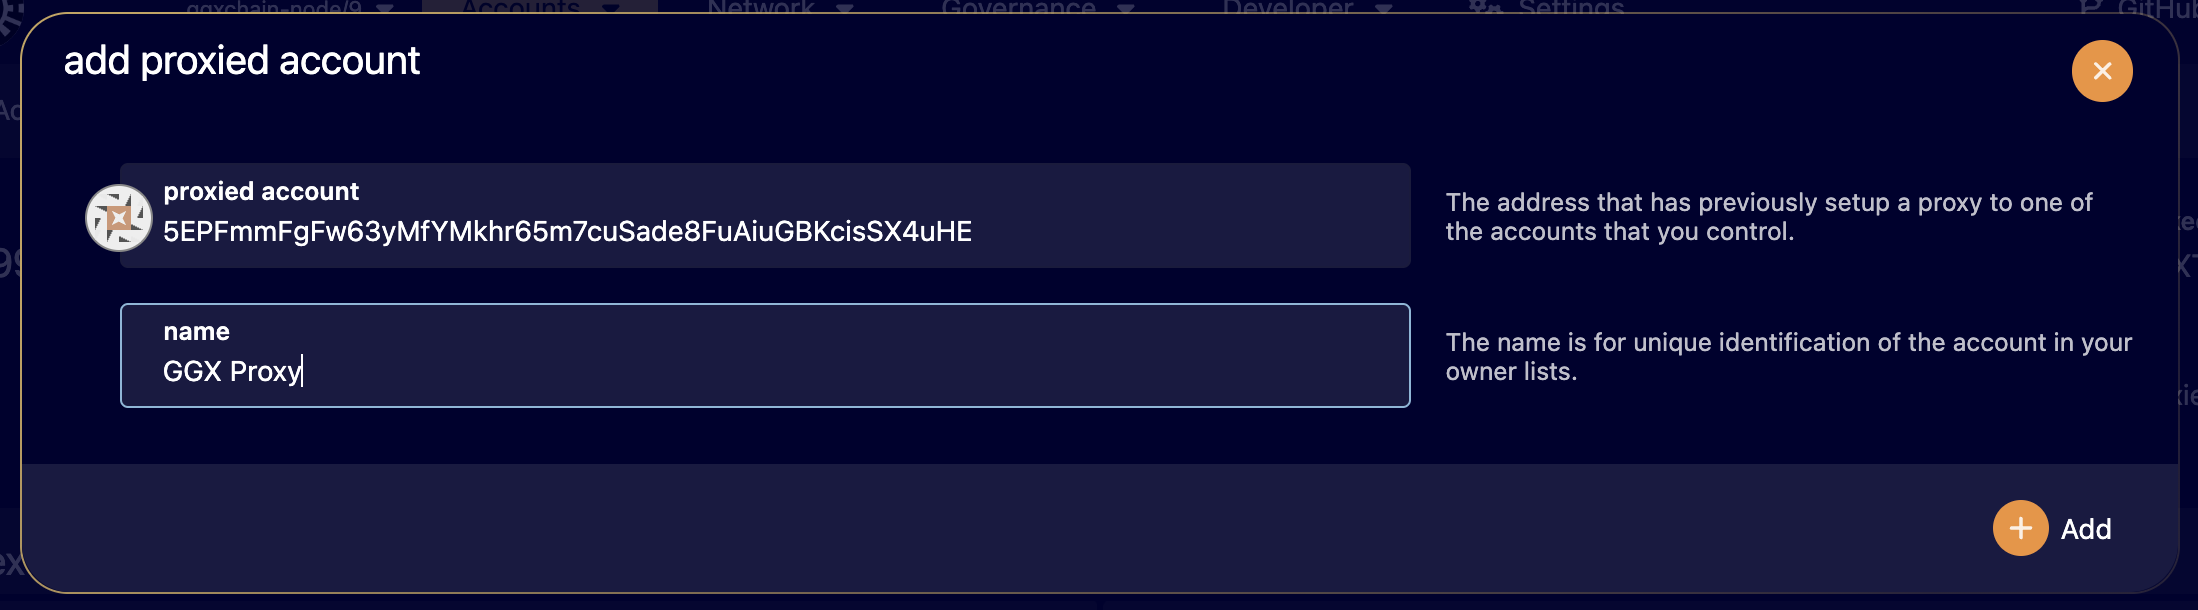 ggxchain-node/9 Accounts Network Governance Developer Settings GitHub
add proxied account
proxied account
5EPFmmFgFw63yMfYMkhr65m7cuSade8FuAiuGBKcisSX4uHE
The address that has previously setup a proxy to one of
the accounts that you control.
name
GGX Proxy
The name is for unique identification of the account in your
owner lists.
Add